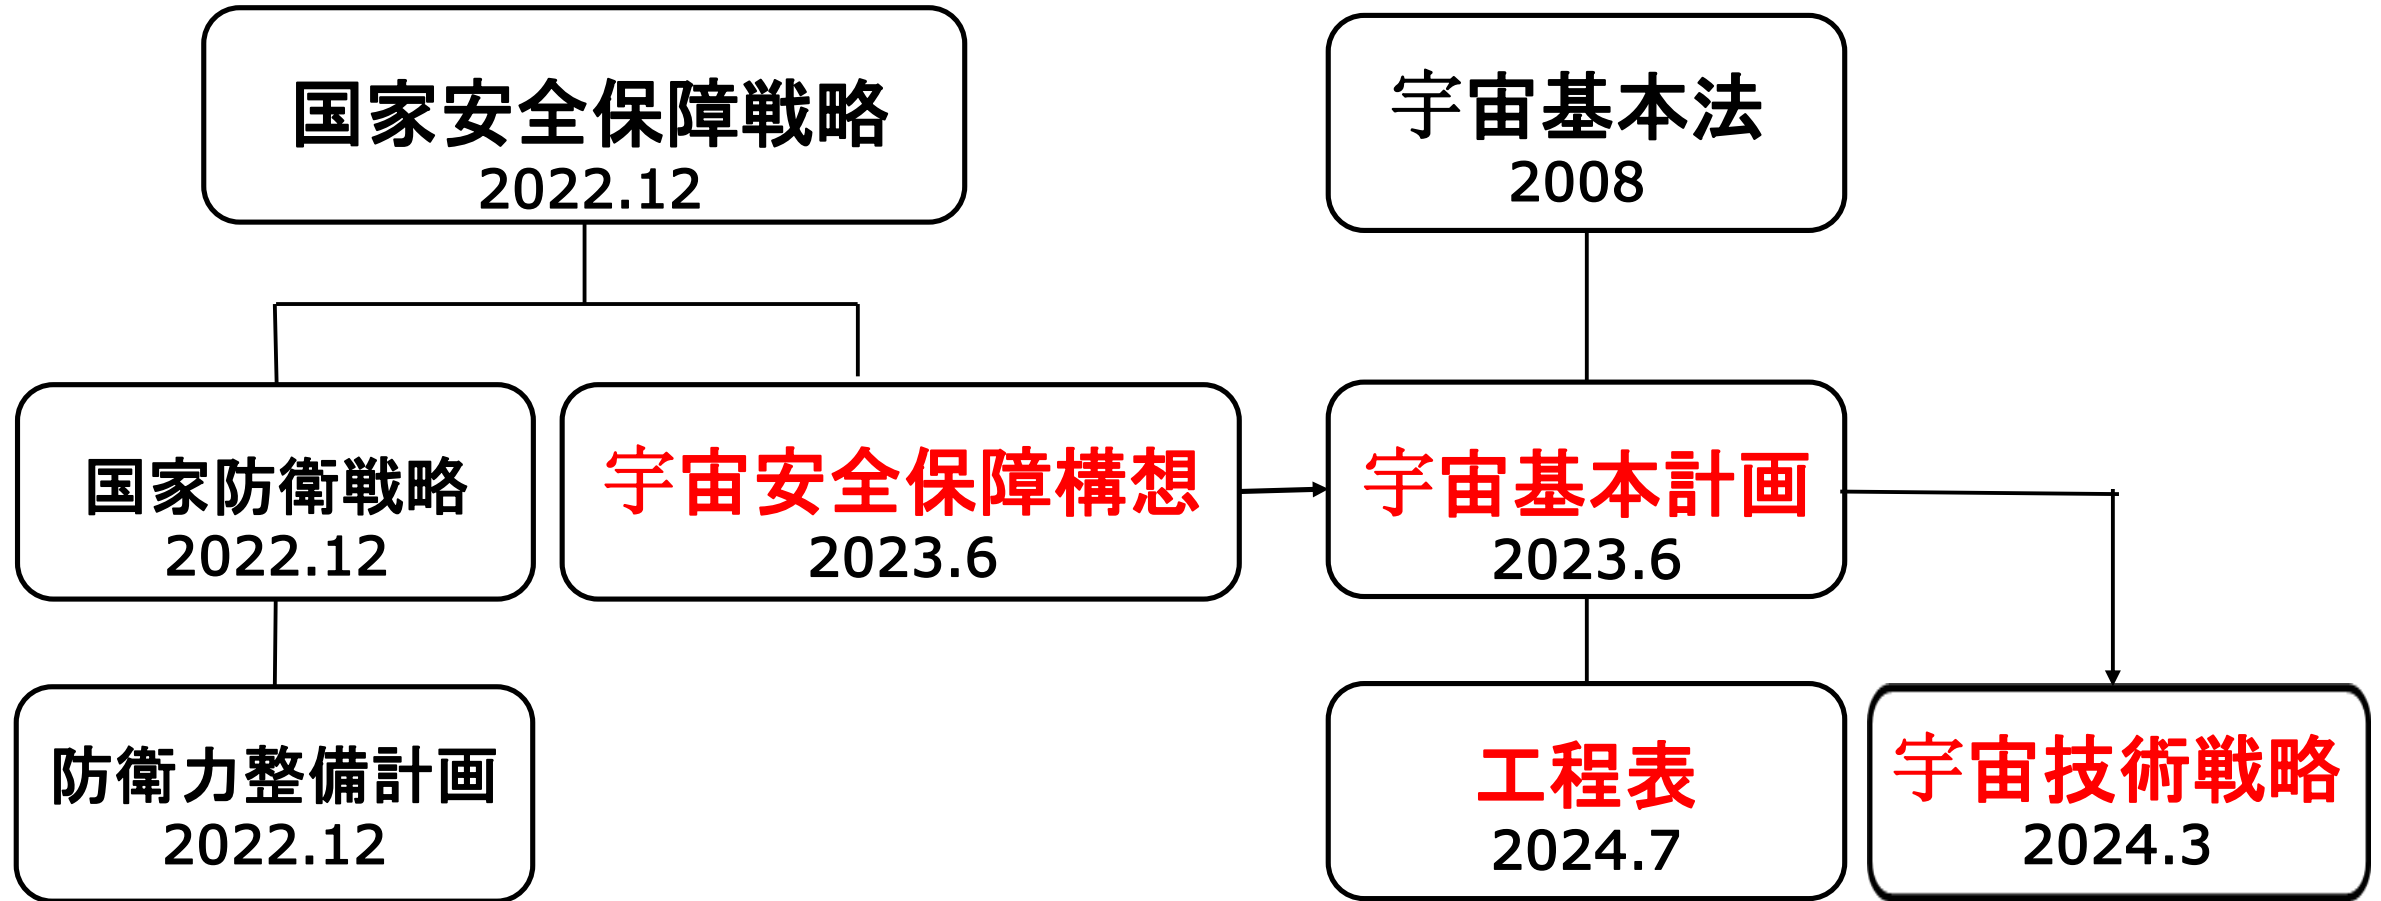 国家安全保障戦略
2022.12
宇宙基本法
2008
国家防衛戦略
2022.12
宇宙安全保障構想
2023.6
宇宙基本計画
2023.6
防衛力整備計画
2022.12
工程表
2024.7
宇宙技術戦略
2024.3